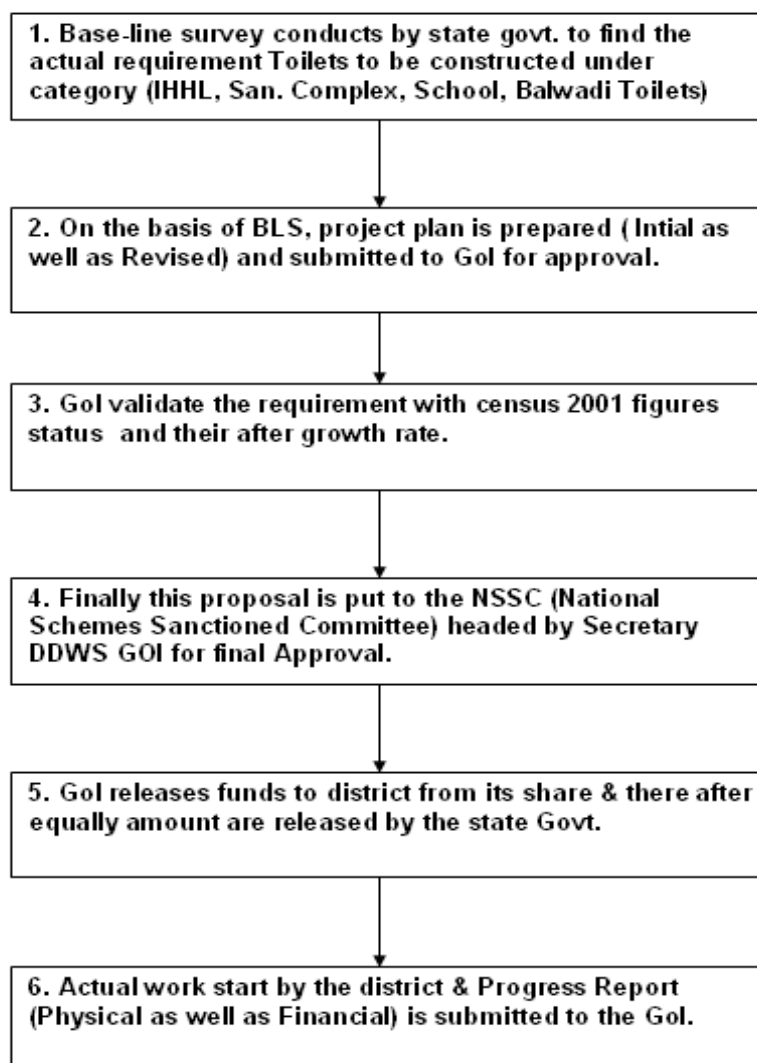 1. Base-line survey conducts by state govt. to find the
actual requirement Toilets to be constructed under
category (IHHL, San. Complex, School, Balwadi Toilets)
2. On the basis of BLS, project plan is prepared ( Intial as
well as Revised) and submitted to GoI for approval.
3. GoI validate the requirement with census 2001 figures
status and their after growth rate.
4. Finally this proposal is put to the NSSC (National
Schemes Sanctioned Committee) headed by Secretary
DDWS GOI for final Approval.
5. GoI releases funds to district from its share & there after
equally amount are released by the state Govt.
6. Actual work start by the district & Progress Report
(Physical as well as Financial) is submitted to the GoI.